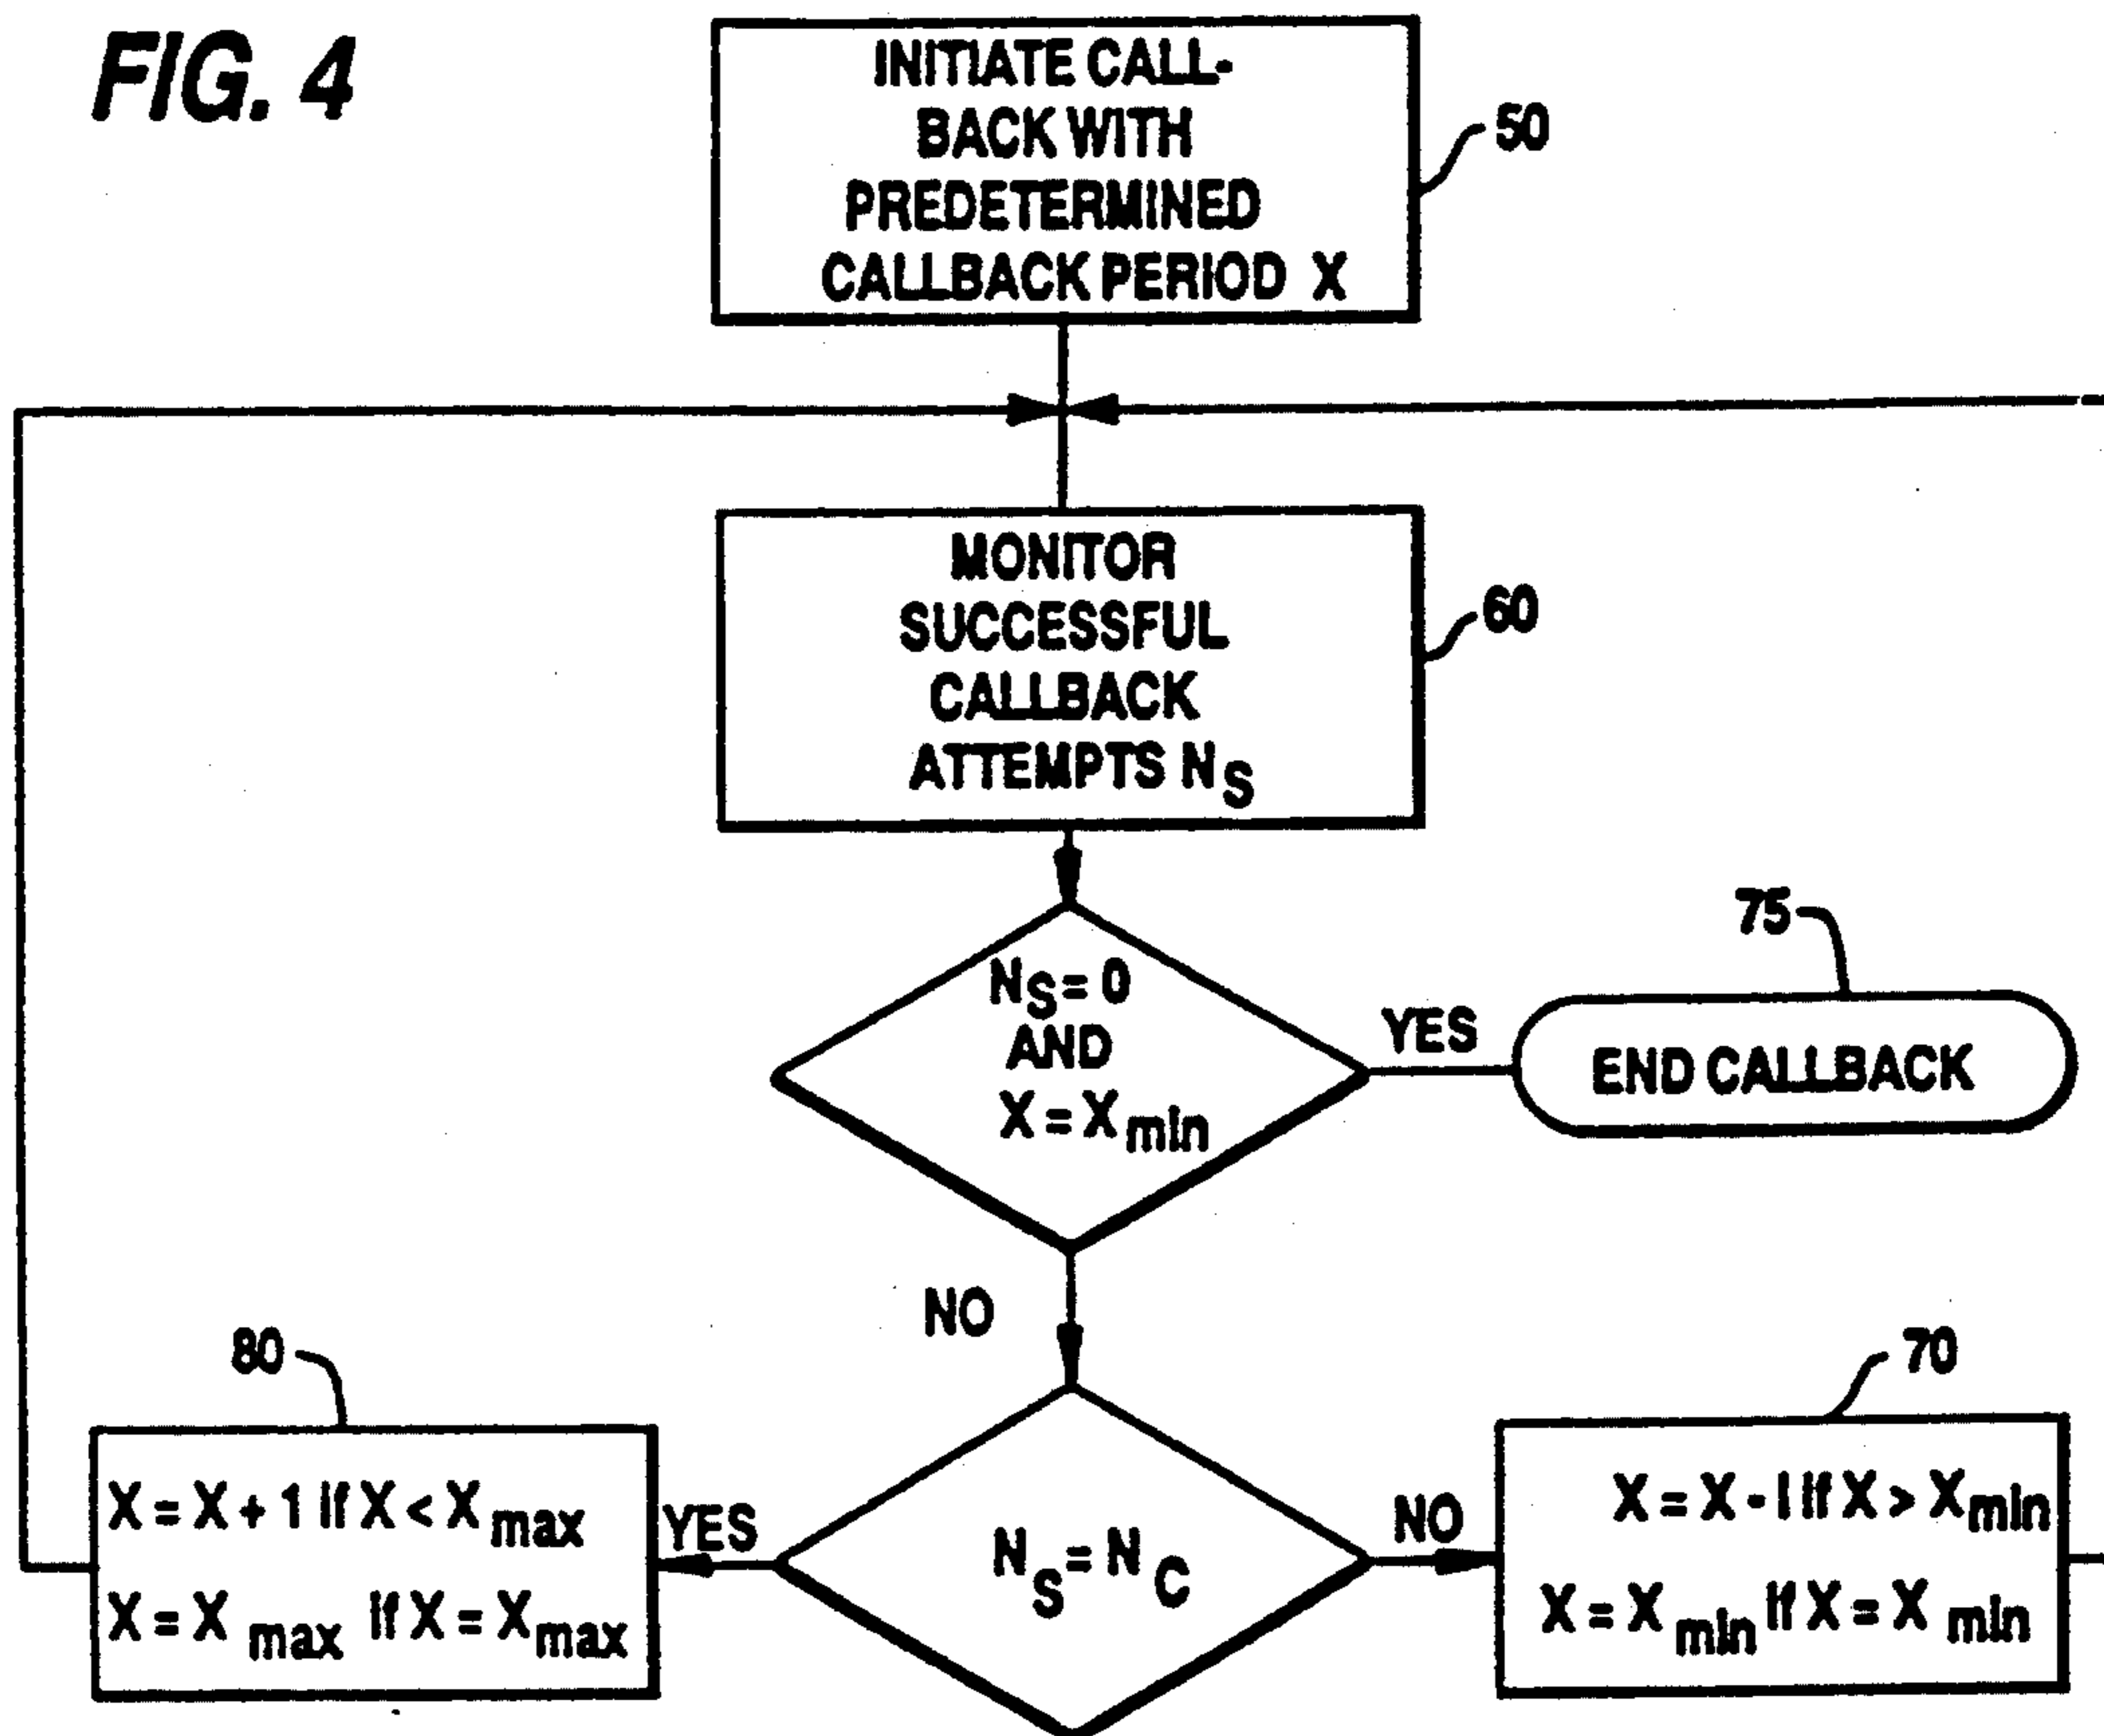 FIG. 4
INITIATE CALL-
BACK WITH
PREDETERMINED
CALLBACK PERIOD X
50
MONITOR
SUCCESSFUL
CALLBACK
ATTEMPTS NS
60
NS = 0
AND
X = Xmin
YES
75
END CALLBACK
NO
80
X = X + 1 if X < Xmax
X = Xmax if X = Xmax
YES
NS = NC
NO
70
X = X - 1 if X > Xmin
X = Xmin if X = Xmin